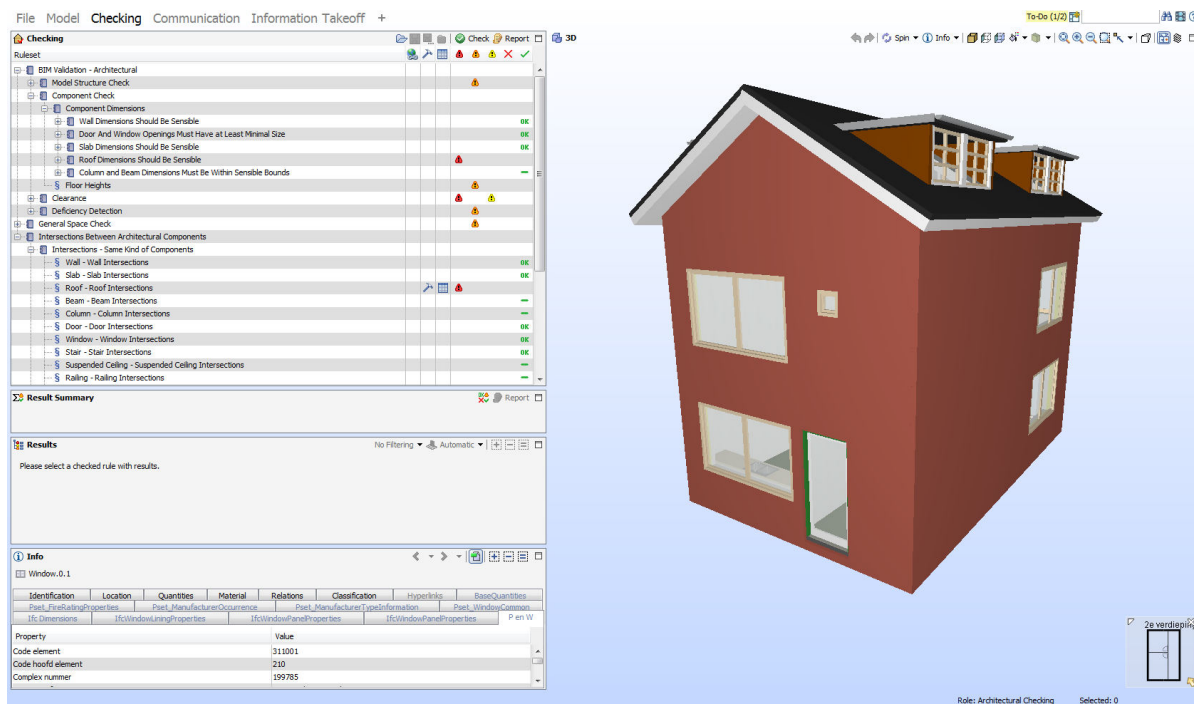 File Model Checking Communication Information Takeoff +
To-Do (1/2)
Checking
Check Report
3D
Spin Info
Ruleset
BIM Validation - Architectural
Model Structure Check
Component Check
Component Dimensions
Wall Dimensions Should Be Sensible OK
Door And Window Openings Must Have at Least Minimal Size OK
Slab Dimensions Should Be Sensible OK
Roof Dimensions Should Be Sensible
Column and Beam Dimensions Must Be Within Sensible Bounds
§ Floor Heights
Clearance
Deficiency Detection
General Space Check
Intersections Between Architectural Components
Intersections - Same Kind of Components
§ Wall - Wall Intersections OK
§ Slab - Slab Intersections OK
§ Roof - Roof Intersections
§ Beam - Beam Intersections
§ Column - Column Intersections
§ Door - Door Intersections OK
§ Window - Window Intersections OK
§ Stair - Stair Intersections OK
§ Suspended Ceiling - Suspended Ceiling Intersections
§ Railing - Railing Intersections
Result Summary
Report
Results
No Filtering Automatic
Please select a checked rule with results.
Info
Window.0.1
Identification Location Quantities Material Relations Classification Hyperlinks BaseQuantities
Pset_FireRatingProperties Pset_ManufacturerOccurrence Pset_ManufacturerTypeInformation Pset_WindowCommon
Ifc Dimensions IfcWindowLiningProperties IfcWindowPanelProperties IfcWindowPanelProperties P en W
Property Value
Code element 311001
Code hoofd element 210
Complex nummer 199785
2e verdieping
Role: Architectural Checking Selected: 0